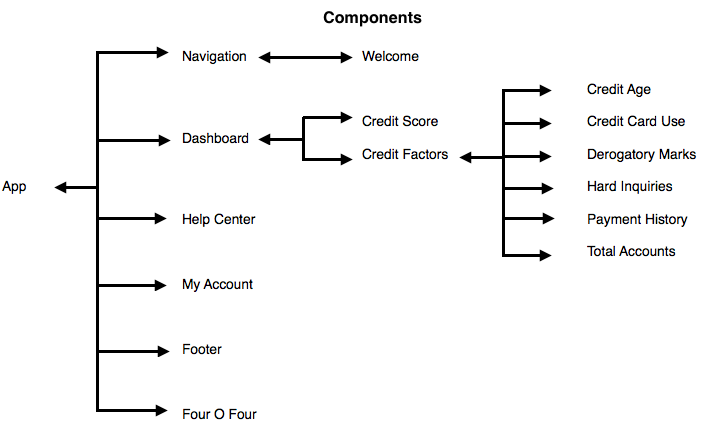 Components
App
Navigation
Welcome
Dashboard
Credit Score
Credit Factors
Credit Age
Credit Card Use
Derogatory Marks
Hard Inquiries
Payment History
Total Accounts
Help Center
My Account
Footer
Four O Four